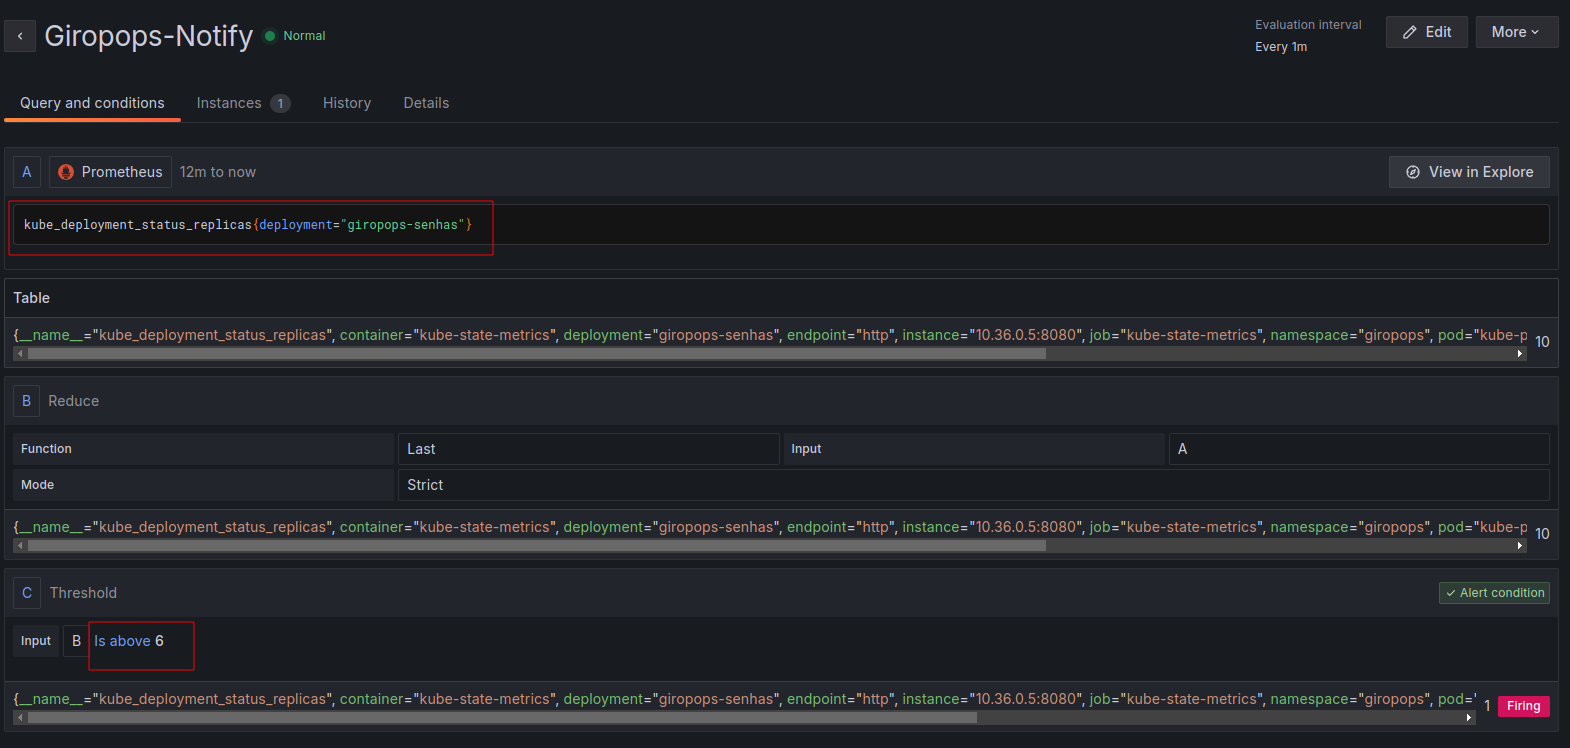 Giropops-Notify Normal
Evaluation interval
Every 1m
Edit
More
Query and conditions Instances 1 History Details
A Prometheus 12m to now View in Explore
kube_deployment_status_replicas{deployment="giropops-senhas"}
Table
{__name__="kube_deployment_status_replicas", container="kube-state-metrics", deployment="giropops-senhas", endpoint="http", instance="10.36.0.5:8080", job="kube-state-metrics", namespace="giropops", pod="kube-p 10
B Reduce
Function Last Input A
Mode Strict
{__name__="kube_deployment_status_replicas", container="kube-state-metrics", deployment="giropops-senhas", endpoint="http", instance="10.36.0.5:8080", job="kube-state-metrics", namespace="giropops", pod="kube-p 10
C Threshold Alert condition
Input B Is above 6
{__name__="kube_deployment_status_replicas", container="kube-state-metrics", deployment="giropops-senhas", endpoint="http", instance="10.36.0.5:8080", job="kube-state-metrics", namespace="giropops", pod=" 1 Firing